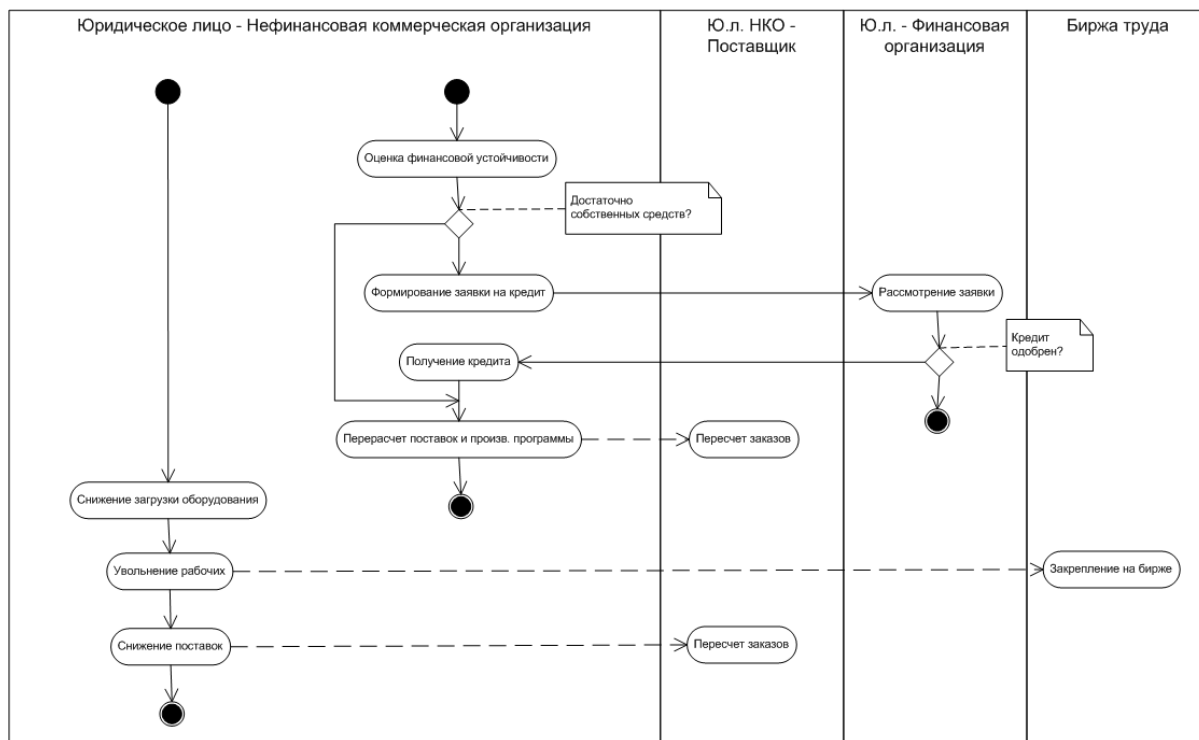 Юридическое лицо - Нефинансовая коммерческая организация
Ю.л. НКО -
Поставщик
Ю.л. - Финансовая
организация
Биржа труда
Оценка финансовой устойчивости
Достаточно
собственных средств?
Формирование заявки на кредит
Рассмотрение заявки
Кредит
одобрен?
Получение кредита
Перерасчет поставок и произв. программы
Пересчет заказов
Снижение загрузки оборудования
Увольнение рабочих
Закрепление на бирже
Снижение поставок
Пересчет заказов